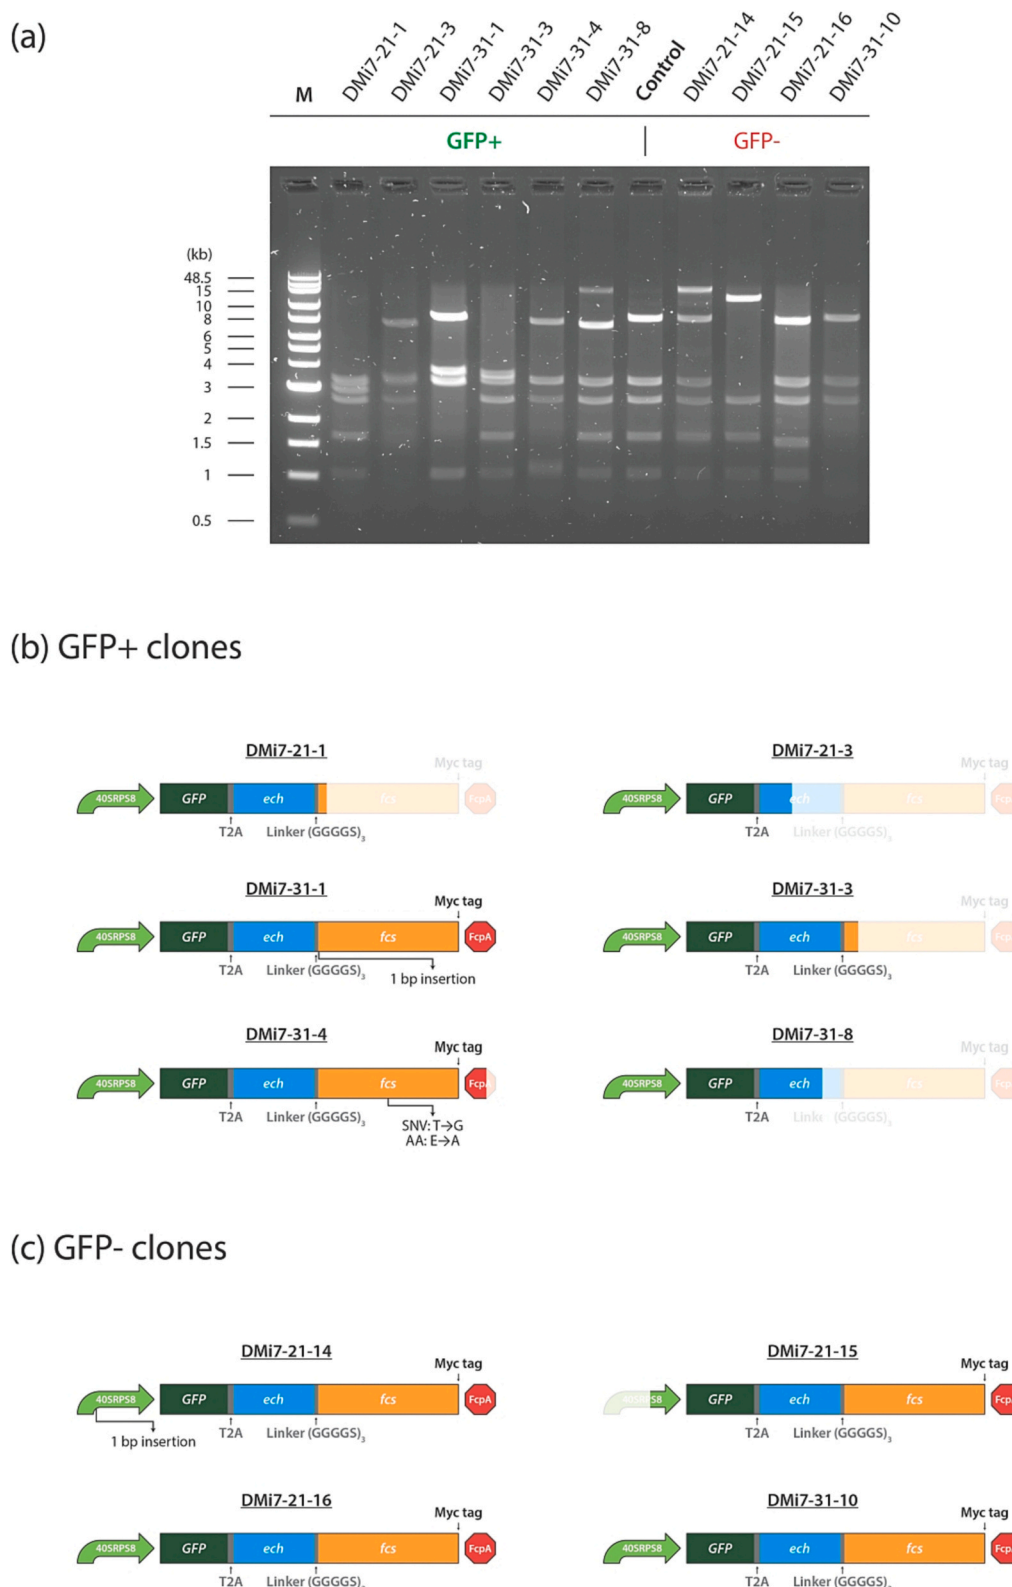 (a)
M DMi7-21-1 DMi7-21-3 DMi7-31-1 DMi7-31-3 DMi7-31-4 DMi7-31-8 Control DMi7-21-14 DMi7-21-15 DMi7-21-16 DMi7-31-10
GFP+ GFP-
(kb)
48.5
15
10
8
6
5
4
3
2
1.5
1
0.5
(b) GFP+ clones
DMi7-21-1
Myc tag
40SRPS8 GFP ech fcs FcpA
T2A Linker (GGGGS)3
DMi7-21-3
Myc tag
40SRPS8 GFP ech fcs FcpA
T2A Linker (GGGGS)3
DMi7-31-1
Myc tag
40SRPS8 GFP ech fcs FcpA
T2A Linker (GGGGS)3
1 bp insertion
DMi7-31-3
Myc tag
40SRPS8 GFP ech fcs FcpA
T2A Linker (GGGGS)3
DMi7-31-4
Myc tag
40SRPS8 GFP ech fcs FcpA
T2A Linker (GGGGS)3
SNV: T→G
AA: E→A
DMi7-31-8
Myc tag
40SRPS8 GFP ech fcs FcpA
T2A Linker (GGGGS)3
(c) GFP- clones
DMi7-21-14
Myc tag
40SRPS8 GFP ech fcs FcpA
T2A Linker (GGGGS)3
1 bp insertion
DMi7-21-15
Myc tag
40SRPS8 GFP ech fcs FcpA
T2A Linker (GGGGS)3
DMi7-21-16
Myc tag
40SRPS8 GFP ech fcs FcpA
T2A Linker (GGGGS)3
DMi7-31-10
Myc tag
40SRPS8 GFP ech fcs FcpA
T2A Linker (GGGGS)3